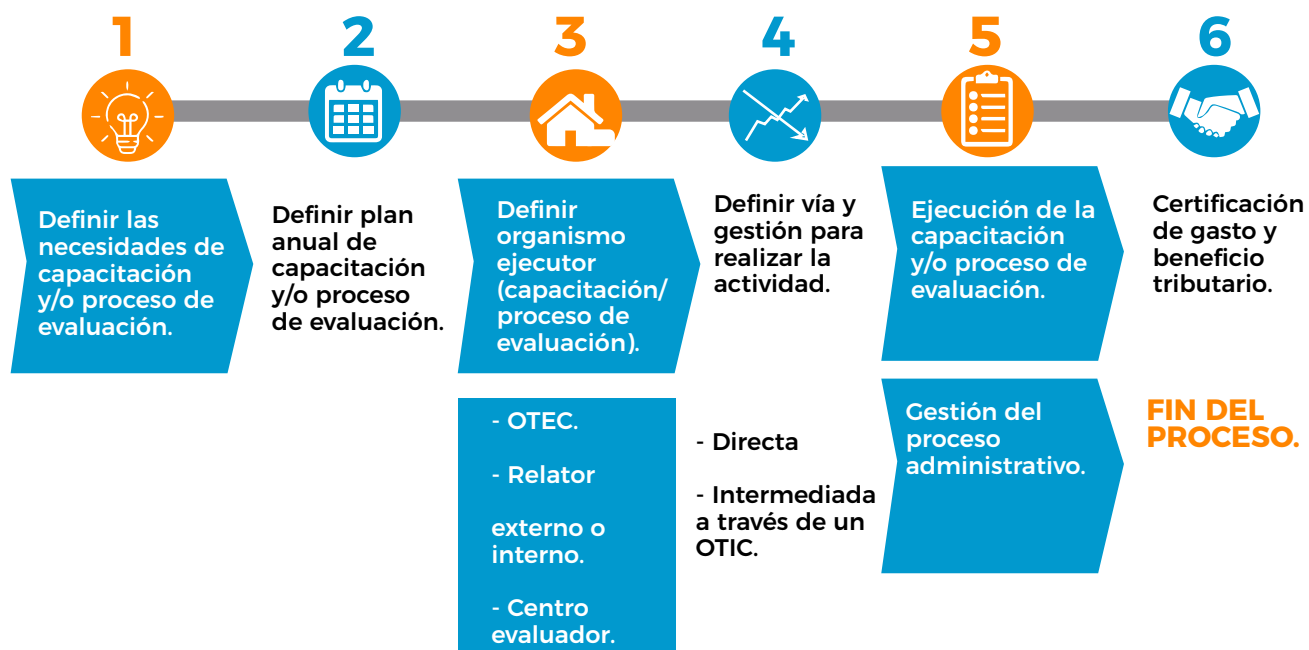 1
2
3
4
5
6
Definir las
necesidades de
capacitación
y/o proceso de
evaluación.
Definir plan
anual de
capacitación
y/o proceso
de evaluación.
Definir
organismo
ejecutor
(capacitación/
proceso de
evaluación).
- OTEC.
- Relator
externo o
interno.
- Centro
evaluador.
Definir vía y
gestión para
realizar la
actividad.
- Directa
- Intermediada
a través de un
OTIC.
Ejecución de la
capacitación
y/o proceso de
evaluación.
Gestión del
proceso
administrativo.
Certificación
de gasto y
beneficio
tributario.
FIN DEL
PROCESO.